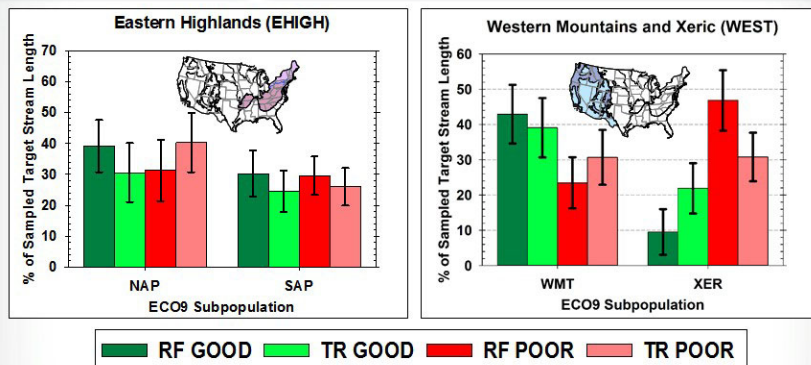 Eastern Highlands (EHIGH)
% of Sampled Target Stream Length
70
60
50
40
30
20
10
0
NAP SAP
ECO9 Subpopulation
Western Mountains and Xeric (WEST)
% of Sampled Target Stream Length
60
50
40
30
20
10
0
WMT XER
ECO9 Subpopulation
RF GOOD TR GOOD RF POOR TR POOR